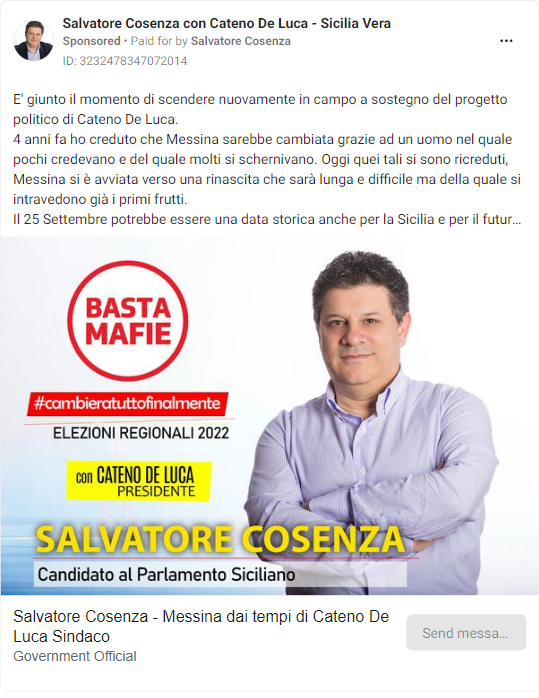 Salvatore Cosenza con Cateno De Luca - Sicilia Vera
Sponsored • Paid for by Salvatore Cosenza
ID: 3232478347072014
E' giunto il momento di scendere nuovamente in campo a sostegno del progetto
politico di Cateno De Luca.
4 anni fa ho creduto che Messina sarebbe cambiata grazie ad un uomo nel quale
pochi credevano e del quale molti si schernivano. Oggi quei tali si sono ricreduti,
Messina si è avviata verso una rinascita che sarà lunga e difficile ma della quale si
intravedono già i primi frutti.
Il 25 Settembre potrebbe essere una data storica anche per la Sicilia e per il futur...
BASTA
MAFIE
#cambieratuttofinalmente
ELEZIONI REGIONALI 2022
con CATENO DE LUCA
PRESIDENTE
SALVATORE COSENZA
Candidato al Parlamento Siciliano
Salvatore Cosenza - Messina dai tempi di Cateno De
Luca Sindaco
Government Official
Send messa...